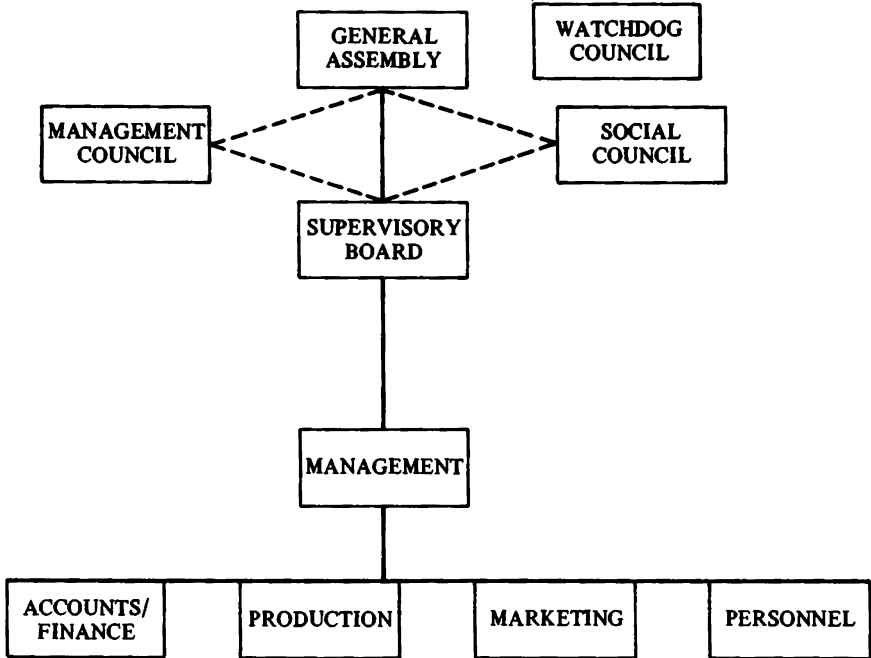 GENERAL
ASSEMBLY
WATCHDOG
COUNCIL
MANAGEMENT
COUNCIL
SOCIAL
COUNCIL
SUPERVISORY
BOARD
MANAGEMENT
ACCOUNTS/
FINANCE
PRODUCTION
MARKETING
PERSONNEL